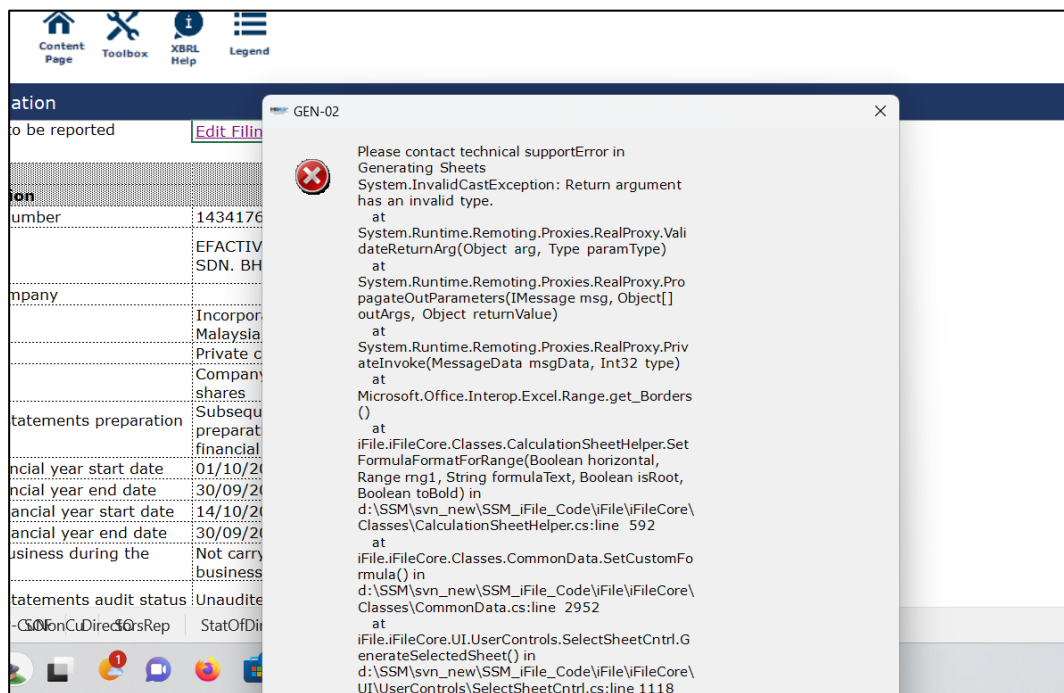 Content
Page
Toolbox
XBRL
Help
Legend
ation
GEN-02
to be reported
Edit Filin
ion
umber
1434176
EFACTIV
SDN. BH
mpany
Incorpor
Malaysia
Private c
Company
shares
tatements preparation
Subsequ
preparat
financial
ncial year start date
01/10/20
ncial year end date
30/09/20
ancial year start date
14/10/20
ancial year end date
30/09/20
usiness during the
Not carry
business
tatements audit status
Unaudite
StatOfDir
1
Please contact technical supportError in
Generating Sheets
System.InvalidCastException: Return argument
has an invalid type.
at
System.Runtime.Remoting.Proxies.RealProxy.Vali
dateReturnArg(Object arg, Type paramType)
at
System.Runtime.Remoting.Proxies.RealProxy.Pro
pagateOutParameters(IMessage msg, Object[]
outArgs, Object returnValue)
at
System.Runtime.Remoting.Proxies.RealProxy.Priv
ateInvoke(MessageData msgData, Int32 type)
at
Microsoft.Office.Interop.Excel.Range.get_Borders
()
at
iFile.iFileCore.Classes.CalculationSheetHelper.Set
FormulaFormatForRange(Boolean horizontal,
Range rng1, String formulaText, Boolean isRoot,
Boolean toBold) in
d:\SSM\svn_new\SSM_iFile_Code\iFile\iFileCore\
Classes\CalculationSheetHelper.cs:line 592
at
iFile.iFileCore.Classes.CommonData.SetCustomFo
rmula() in
d:\SSM\svn_new\SSM_iFile_Code\iFile\iFileCore\
Classes\CommonData.cs:line 2952
at
iFile.iFileCore.UI.UserControls.SelectSheetCntrl.G
enerateSelectedSheet() in
d:\SSM\svn_new\SSM_iFile_Code\iFile\iFileCore\
UI\UserControls\SelectSheetCntrl.cs:line 1118